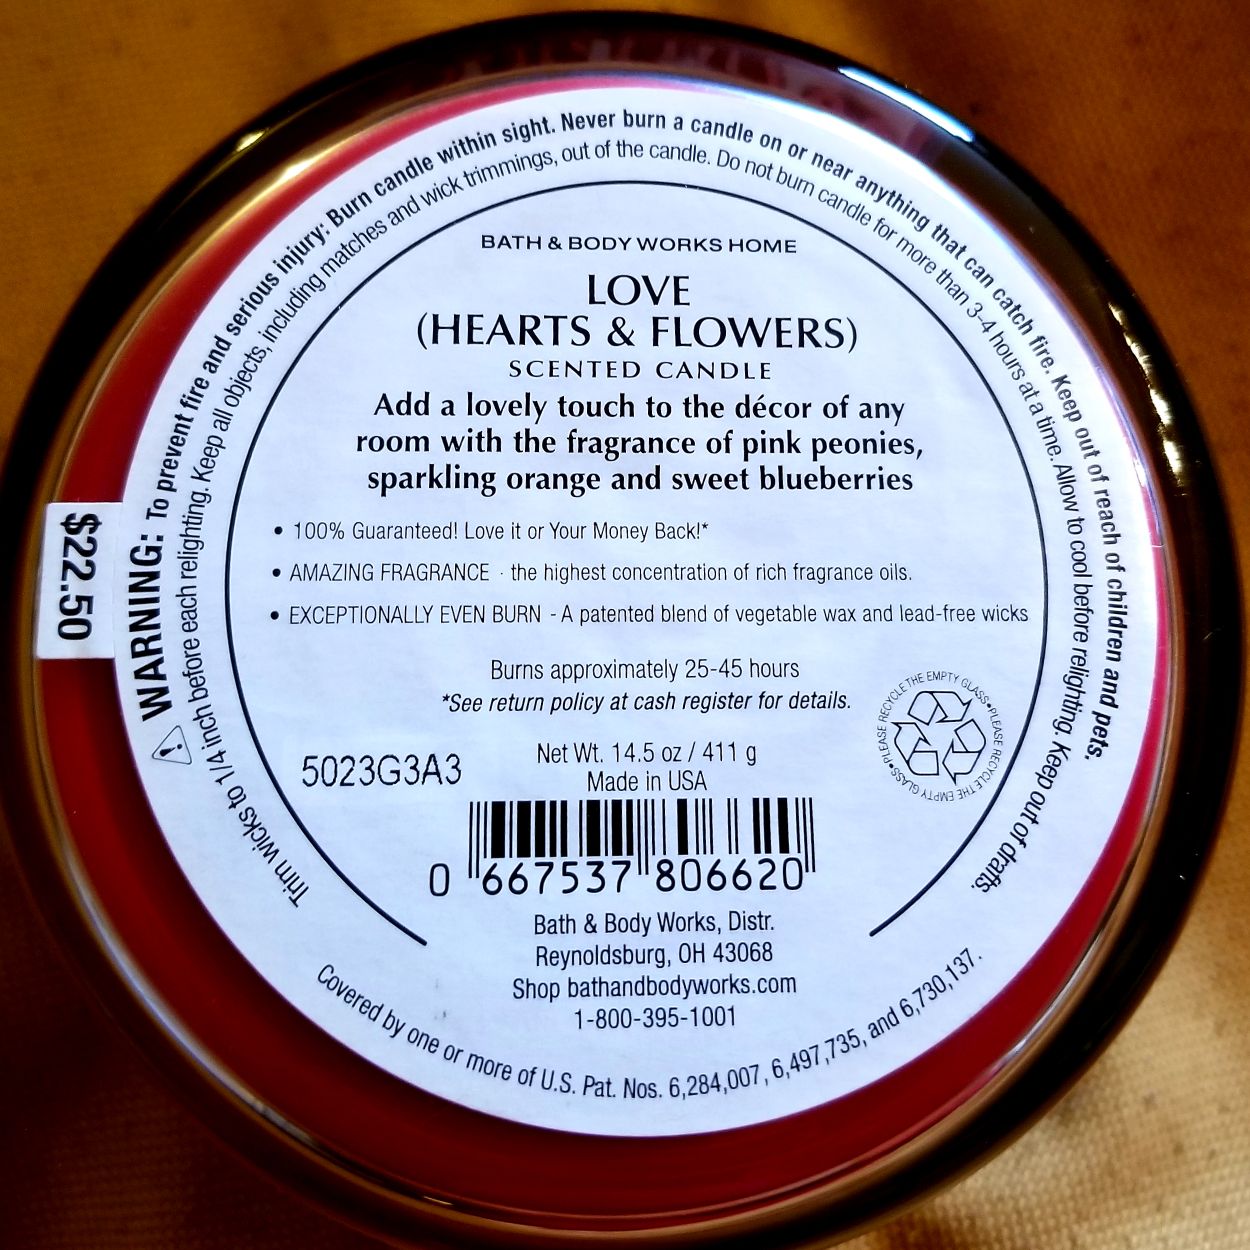 WARNING: To prevent fire and serious injury: Burn candle within sight. Never burn a candle on or near anything that can catch fire. Keep out of reach of children and pets.
Trim wicks to 1/4 inch before each relighting. Keep all objects, including matches and wick trimmings, out of the candle. Do not burn candle for more than 3-4 hours at a time. Allow to cool before relighting. Keep out of drafts.
BATH & BODY WORKS HOME
LOVE
(HEARTS & FLOWERS)
SCENTED CANDLE
Add a lovely touch to the décor of any
room with the fragrance of pink peonies,
sparkling orange and sweet blueberries
• 100% Guaranteed! Love it or Your Money Back!*
• AMAZING FRAGRANCE - the highest concentration of rich fragrance oils.
• EXCEPTIONALLY EVEN BURN - A patented blend of vegetable wax and lead-free wicks
$22.50
Burns approximately 25-45 hours
*See return policy at cash register for details.
PLEASE RECYCLE THE EMPTY GLASS • PLEASE RECYCLE THE EMPTY GLASS •
Net Wt. 14.5 oz / 411 g
5023G3A3
Made in USA
0 667537 806620
Bath & Body Works, Distr.
Reynoldsburg, OH 43068
Shop bathandbodyworks.com
1-800-395-1001
Covered by one or more of U.S. Pat. Nos. 6,284,007, 6,497,735, and 6,730,137.